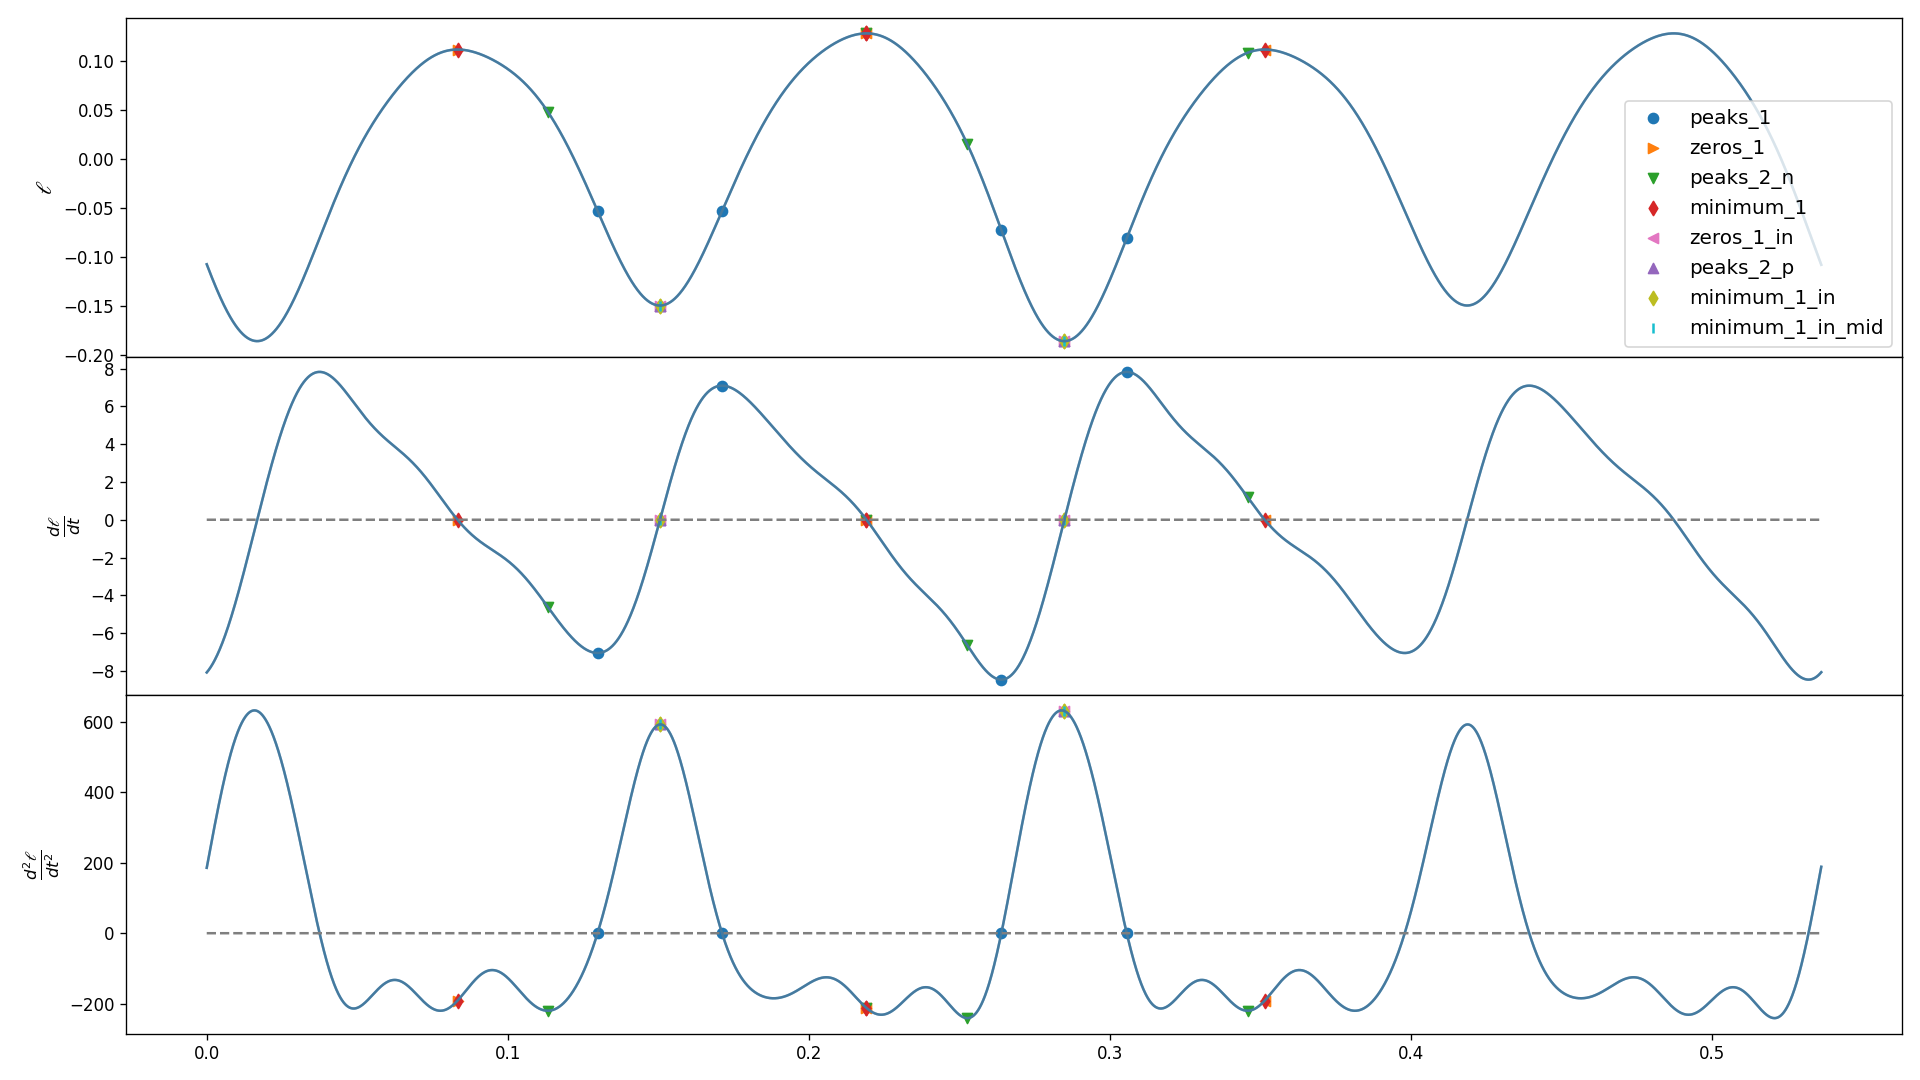 0.10
0.05
0.00
−0.05
−0.10
−0.15
−0.20
ℓ
peaks_1
zeros_1
peaks_2_n
minimum_1
zeros_1_in
peaks_2_p
minimum_1_in
minimum_1_in_mid
8
6
4
2
0
−2
−4
−6
−8
dℓ
dt
600
400
200
0
−200
d²ℓ
dt²
0.0 0.1 0.2 0.3 0.4 0.5